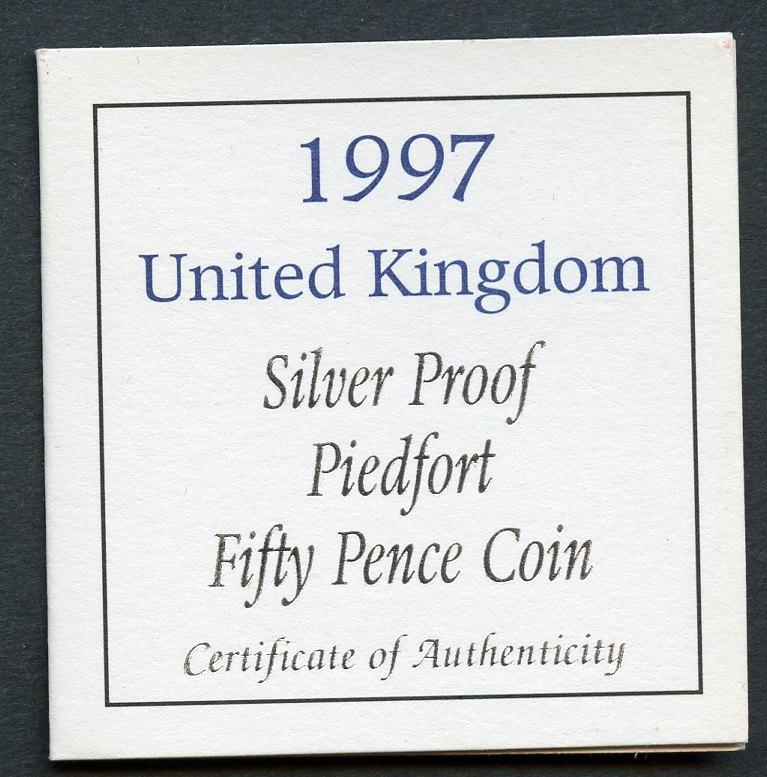 1997
United Kingdom
Silver Proof
Piedfort
Fifty Pence Coin
Certificate of Authenticity